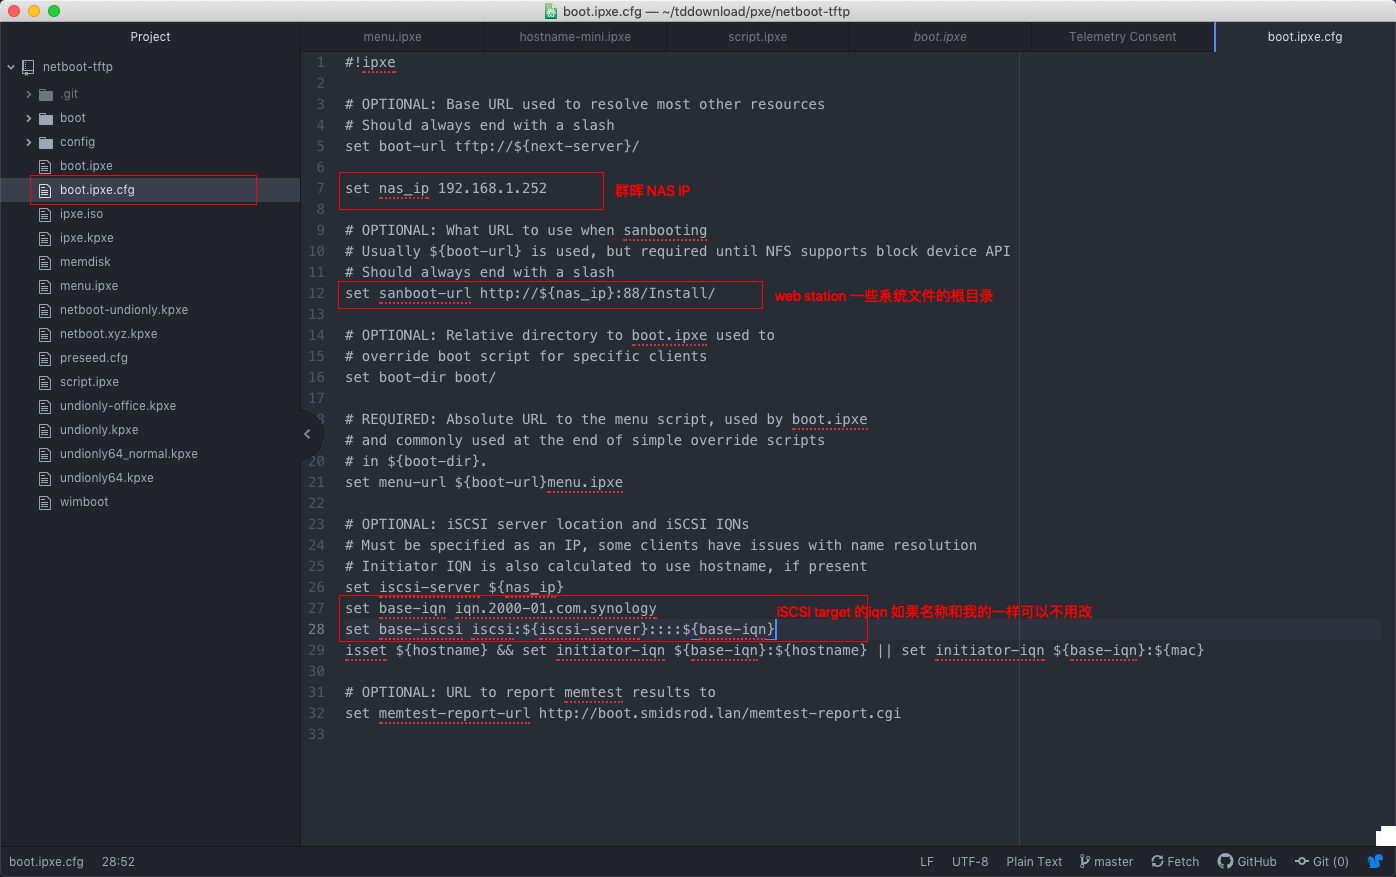 boot.ipxe.cfg — ~/tddownload/pxe/netboot-tftp
Project
menu.ipxe
hostname-mini.ipxe
script.ipxe
boot.ipxe
Telemetry Consent
boot.ipxe.cfg
netboot-tftp
.git
boot
config
boot.ipxe
boot.ipxe.cfg
ipxe.iso
ipxe.kpxe
memdisk
menu.ipxe
netboot-undionly.kpxe
netboot.xyz.kpxe
preseed.cfg
script.ipxe
undionly-office.kpxe
undionly.kpxe
undionly64_normal.kpxe
undionly64.kpxe
wimboot
1 #!ipxe
2
3 # OPTIONAL: Base URL used to resolve most other resources
4 # Should always end with a slash
5 set boot-url tftp://${next-server}/
6
7 set nas_ip 192.168.1.252 群晖 NAS IP
8
9 # OPTIONAL: What URL to use when sanbooting
10 # Usually ${boot-url} is used, but required until NFS supports block device API
11 # Should always end with a slash
12 set sanboot-url http://${nas_ip}:88/Install/ web station 一些系统文件的根目录
13
14 # OPTIONAL: Relative directory to boot.ipxe used to
15 # override boot script for specific clients
16 set boot-dir boot/
17
8 # REQUIRED: Absolute URL to the menu script, used by boot.ipxe
# and commonly used at the end of simple override scripts
20 # in ${boot-dir}.
21 set menu-url ${boot-url}menu.ipxe
22
23 # OPTIONAL: iSCSI server location and iSCSI IQNs
24 # Must be specified as an IP, some clients have issues with name resolution
25 # Initiator IQN is also calculated to use hostname, if present
26 set iscsi-server ${nas_ip}
27 set base-iqn iqn.2000-01.com.synology iSCSI target 的iqn 如果名称和我的一样可以不用改
28 set base-iscsi iscsi:${iscsi-server}::::${base-iqn}
29 isset ${hostname} && set initiator-iqn ${base-iqn}:${hostname} || set initiator-iqn ${base-iqn}:${mac}
30
31 # OPTIONAL: URL to report memtest results to
32 set memtest-report-url http://boot.smidsrod.lan/memtest-report.cgi
33
boot.ipxe.cfg 28:52 LF UTF-8 Plain Text master Fetch GitHub Git (0)